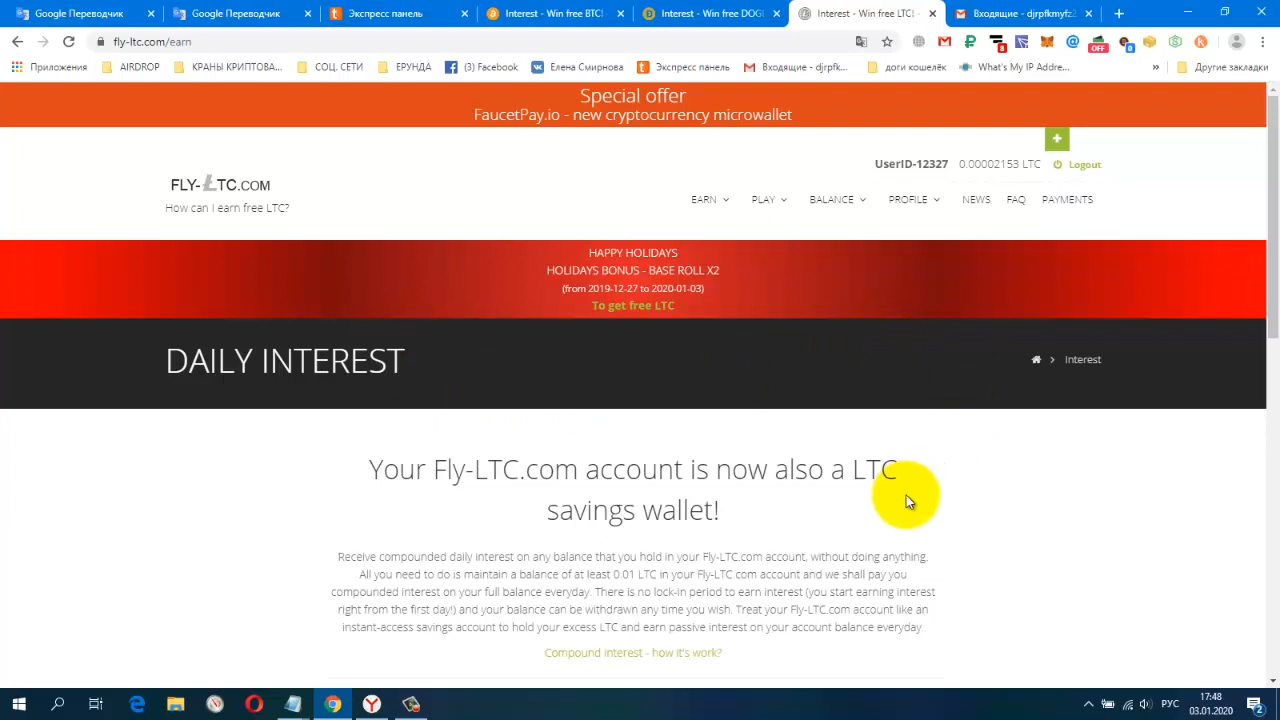 Google Переводчик
Google Переводчик
Экспресс панель
Interest - Win free BTC!
Interest - Win free DOG
Interest - Win free LTC!
Входящие - djrpfkmyfz2
fly-ltc.com/earn
Приложения
AIRDROP
КРАНЫ КРИПТОВА...
СОЦ. СЕТИ
ЕРУНДА
(3) Facebook
Елена Смирнова
Экспресс панель
Входящие - djrpf...
доги кошелёк
What's My IP Addre...
»
Другие закладки
Special offer
FaucetPay.io - new cryptocurrency microwallet
UserID-12327 0.00002153 LTC Logout
FLY-LTC.COM
How can I earn free LTC?
EARN PLAY BALANCE PROFILE NEWS FAQ PAYMENTS
HAPPY HOLIDAYS
HOLIDAYS BONUS - BASE ROLL X2
(from 2019-12-27 to 2020-01-03)
To get free LTC
DAILY INTEREST
Interest
Your Fly-LTC.com account is now also a LTC
savings wallet!
Receive compounded daily interest on any balance that you hold in your Fly-LTC.com account, without doing anything.
All you need to do is maintain a balance of at least 0.01 LTC in your Fly-LTC.com account and we shall pay you
compounded interest on your full balance everyday. There is no lock-in period to earn interest (you start earning interest
right from the first day!) and your balance can be withdrawn any time you wish. Treat your Fly-LTC.com account like an
instant-access savings account to hold your excess LTC and earn passive interest on your account balance everyday.
Compound interest - how it's work?
РУС
17:48
03.01.2020